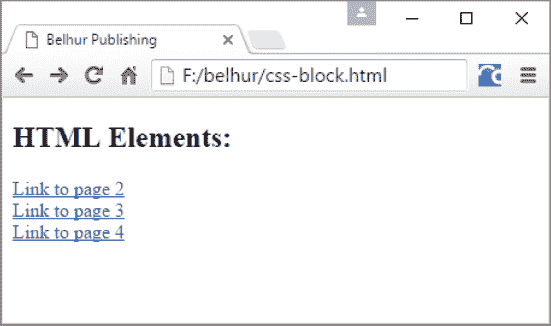 Belhur Publishing
F:/belhur/css-block.html
HTML Elements:
Link to page 2
Link to page 3
Link to page 4